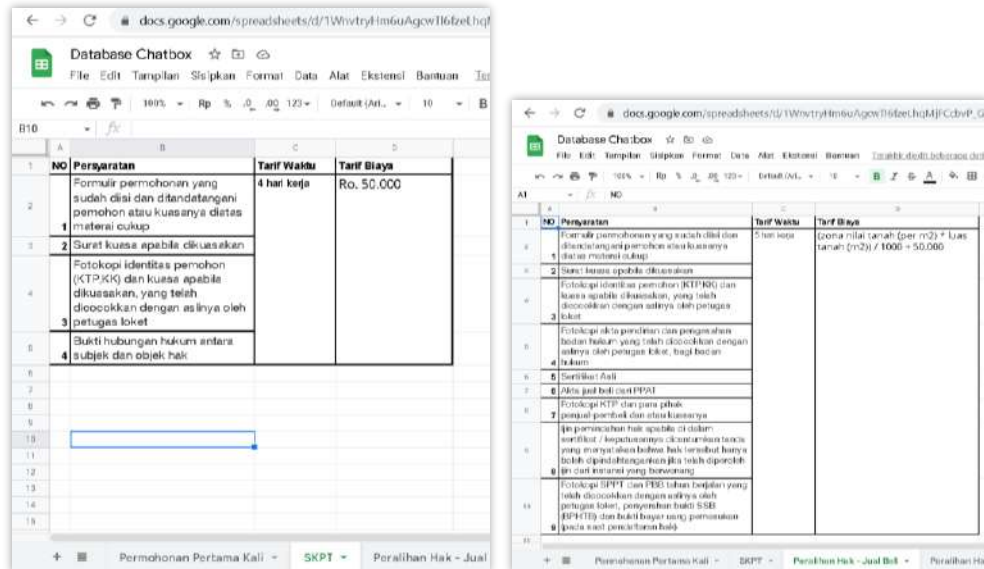 docs.google.com/spreadsheets/d/1WnvtryHm6uAgcwTl6fzeLhqM
Database Chatbox
File Edit Tampilan Sisipkan Format Data Alat Ekstensi Bantuan
100% Rp % .0 .00 123 Default (Ari... 10 B
B10
A B C D
1 NO Persyaratan Tarif Waktu Tarif Biaya
Formulir permohonan yang
sudah diisi dan ditandatangani
pemohon atau kuasanya diatas
1 materai cukup
4 hari kerja
Ro. 50.000
2 Surat kuasa apabila dikuasakan
Fotokopi identitas pemohon
(KTP,KK) dan kuasa apabila
dikuasakan, yang telah
dicocokkan dengan aslinya oleh
3 petugas loket
Bukti hubungan hukum antara
4 subjek dan objek hak
Permohonan Pertama Kali SKPT Peralihan Hak - Jual
docs.google.com/spreadsheets/d/
Database Chatbox
File Edit Tampilan Sisipkan Format Data Alat Ekstensi Bantuan
100% Rp % .0 .00 123 Default (Ari... 10 B I S A
A1 NO
NO Persyaratan Tarif Waktu Tarif Biaya
Formulir permohonan yang sudah diisi dan
ditandatangani pemohon atau kuasanya
1 diatas materai cukup
5 hari kerja
(zona nilai tanah (per m2) * luas
tanah (m2)) / 1000 + 50.000
2 Surat kuasa apabila dikuasakan
Fotokopi identitas pemohon (KTP,KK) dan
kuasa apabila dikuasakan, yang telah
dicocokkan dengan aslinya oleh petugas
3 loket
Fotokopi akta pendirian dan pengesahan
badan hukum yang telah dicocokkan dengan
aslinya oleh petugas loket, bagi badan
4 hukum
5 Sertifikat Asli
6 Akta jual beli dari PPAT
Fotokopi KTP dan para pihak
7 penjual-pembeli dan atau kuasanya
Ijin pemindahan hak apabila di dalam
sertifikat / keputusannya dicantumkan tanda
yang menyatakan bahwa hak tersebut hanya
boleh dipindahtangankan jika telah diperoleh
8 ijin dari instansi yang berwenang
Fotokopi SPPT dan PBB tahun berjalan yang
telah dicocokkan dengan aslinya oleh
petugas loket, penyerahan bukti SSB
(BPHTB) dan bukti bayar uang pemasukan
9 (pada saat pendaftaran hak)
Permohonan Pertama Kali SKPT Peralihan Hak - Jual Beli Peralihan